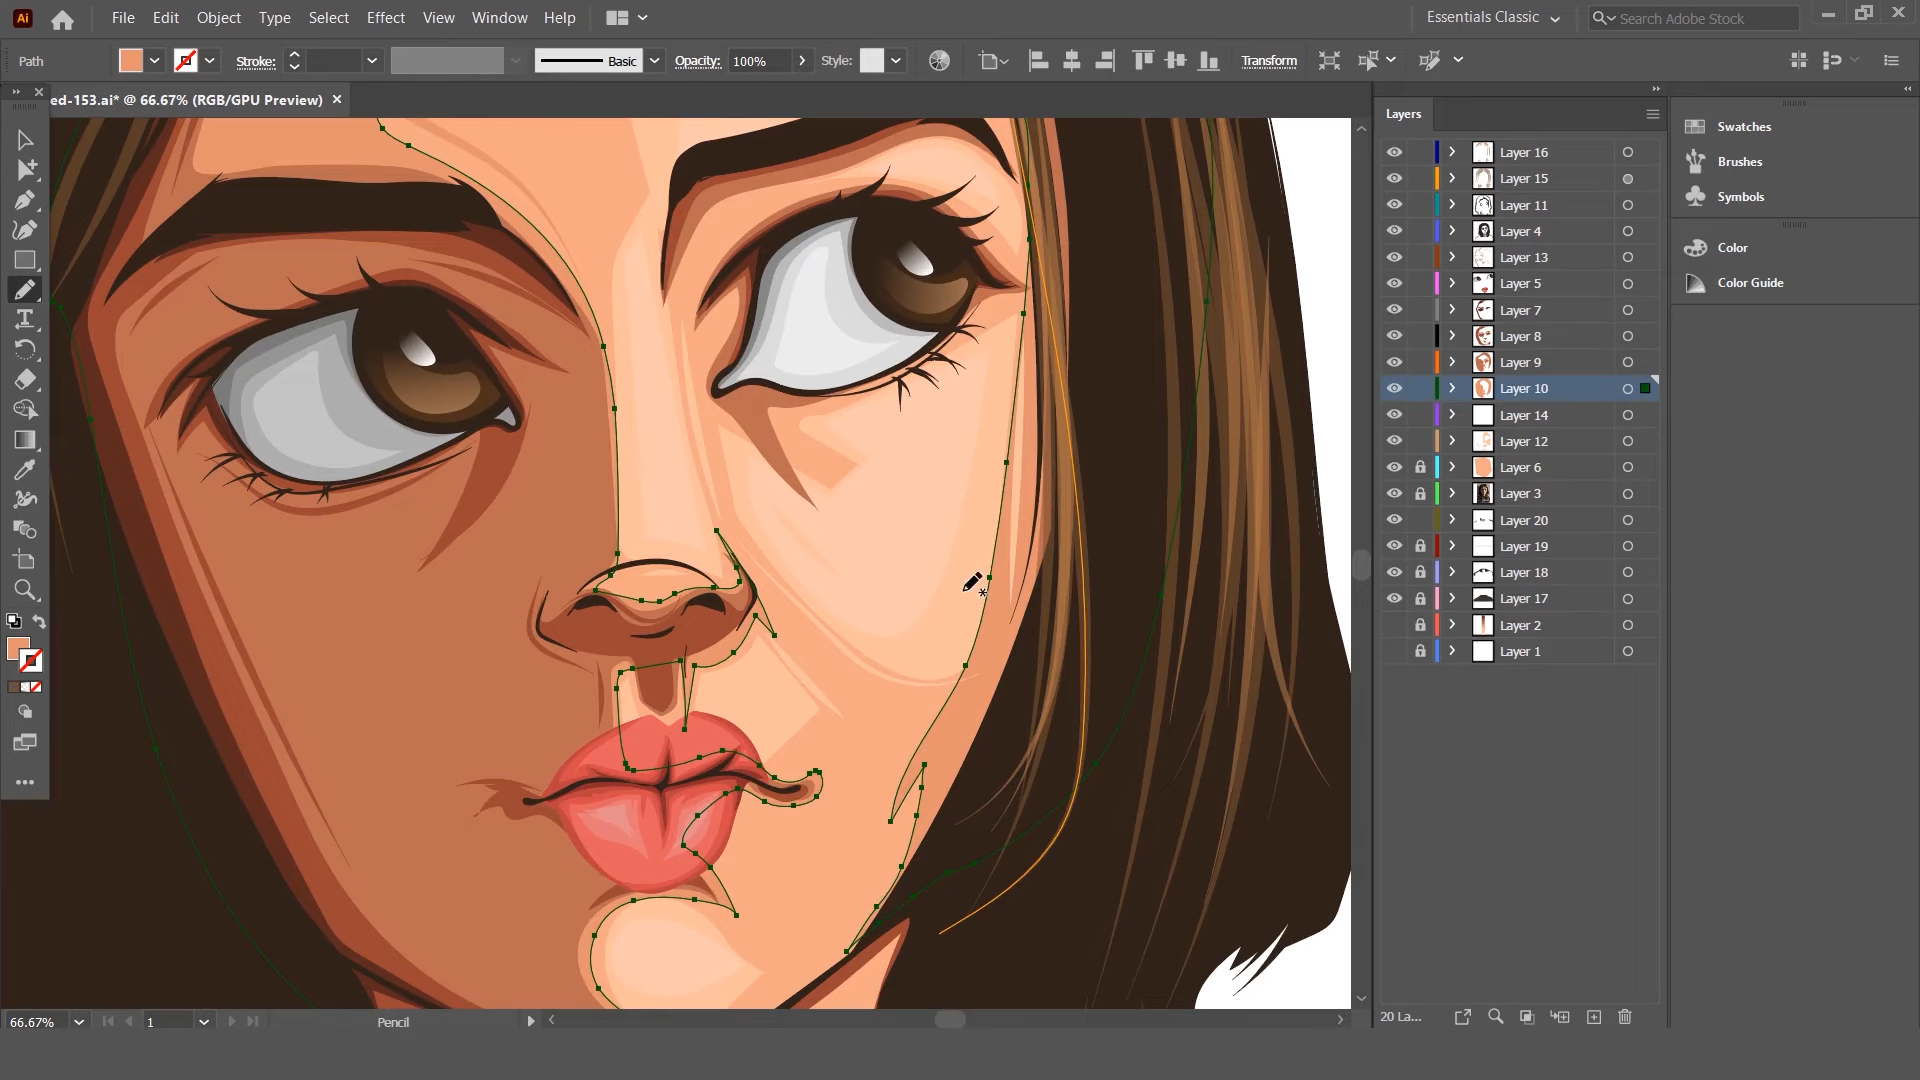 Ai File Edit Object Type Select Effect View Window Help Essentials Classic Search Adobe Stock
Path Stroke: Basic Opacity: 100% Style: Transform
ed-153.ai* @ 66.67% (RGB/GPU Preview)
Layers
Layer 16
Layer 15
Layer 11
Layer 4
Layer 13
Layer 5
Layer 7
Layer 8
Layer 9
Layer 10
Layer 14
Layer 12
Layer 6
Layer 3
Layer 20
Layer 19
Layer 18
Layer 17
Layer 2
Layer 1
20 La...
Swatches
Brushes
Symbols
Color
Color Guide
66.67% 1 Pencil